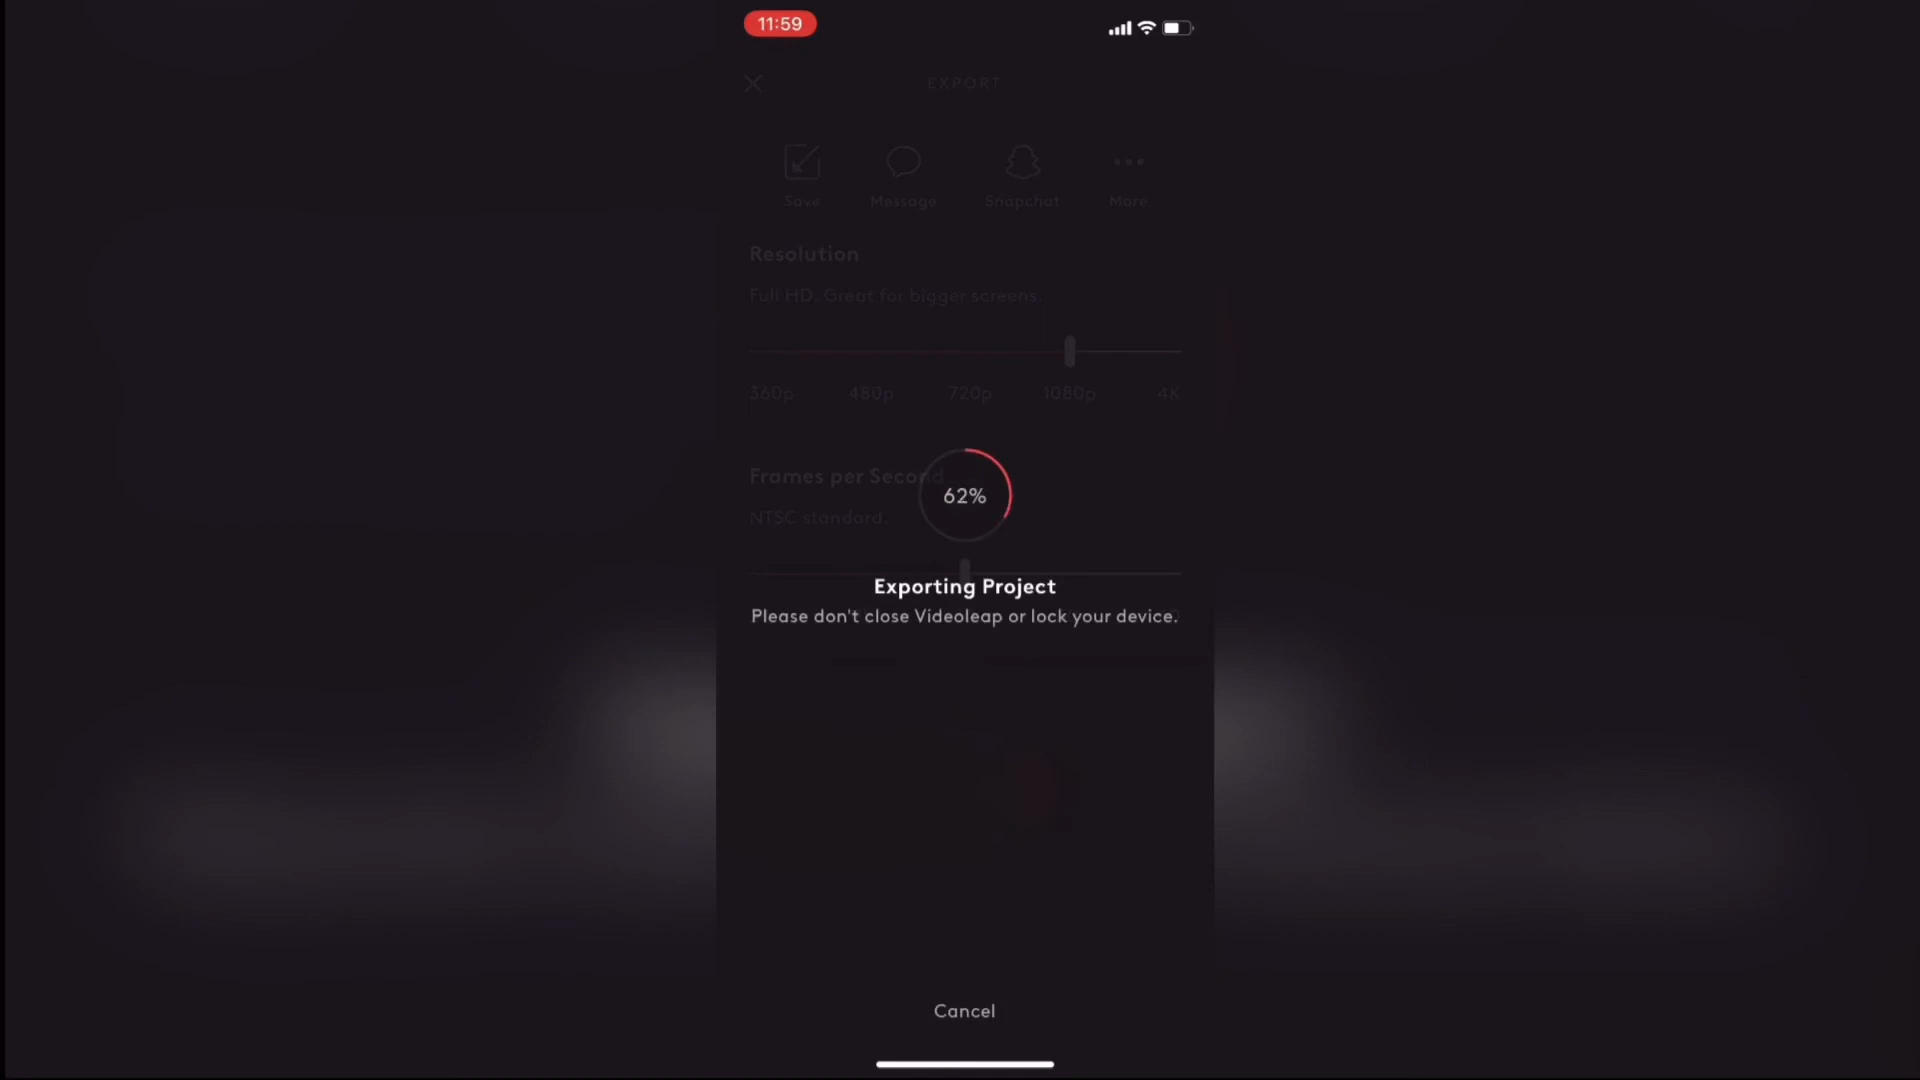 11:59
EXPORT
Save
Message
Snapchat
More
Resolution
Full HD. Great for bigger screens.
360p
480p
720p
1080p
4K
Frames per Second
NTSC standard.
62%
Exporting Project
Please don't close Videoleap or lock your device.
Cancel